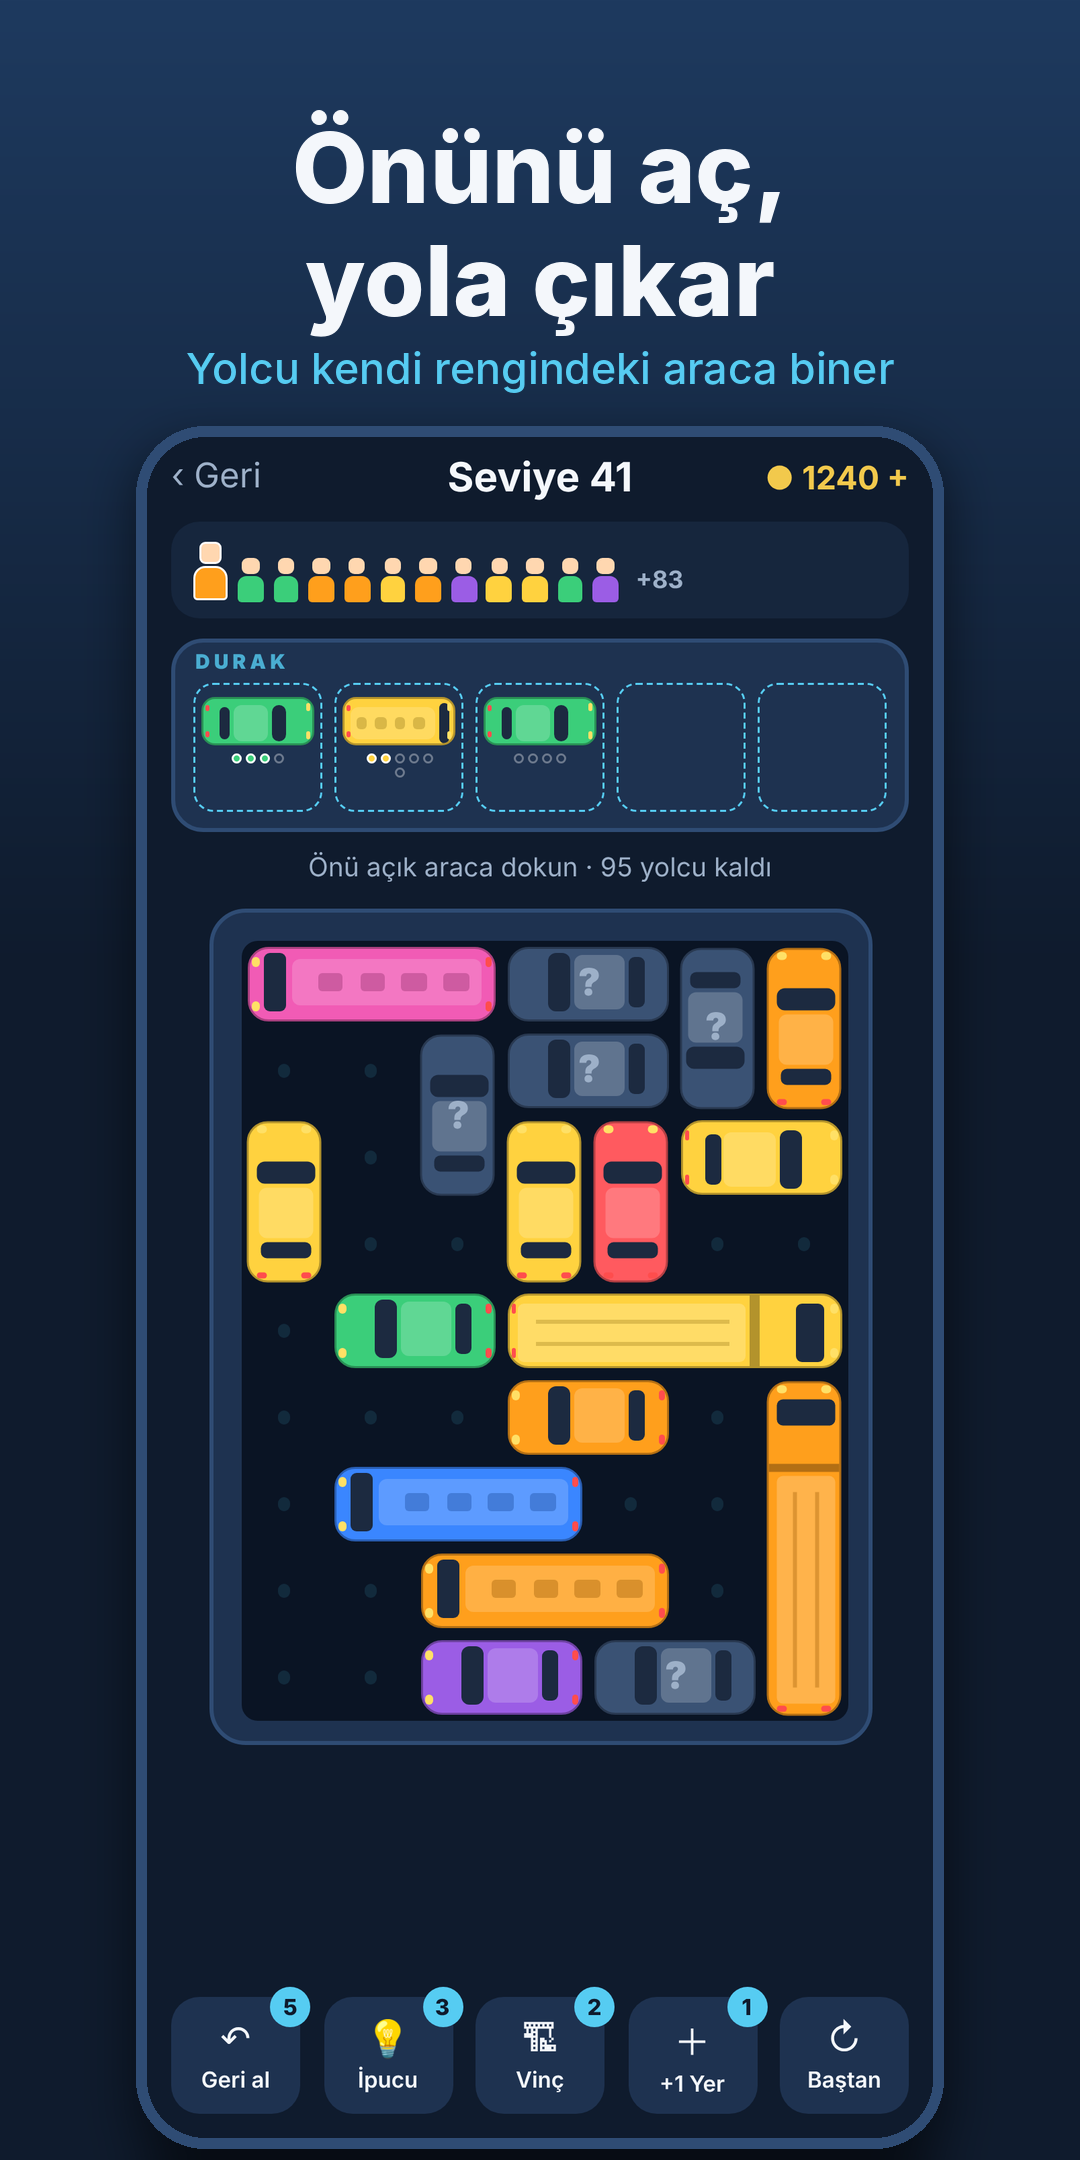 Önünü aç,
yola çıkar
Yolcu kendi rengindeki araca biner
‹ Geri
Seviye 41
1240 +
+83
DURAK
Önü açık araca dokun · 95 yolcu kaldı
?
?
?
?
?
5
3
2
1
Geri al
İpucu
Vinç
+1 Yer
Baştan